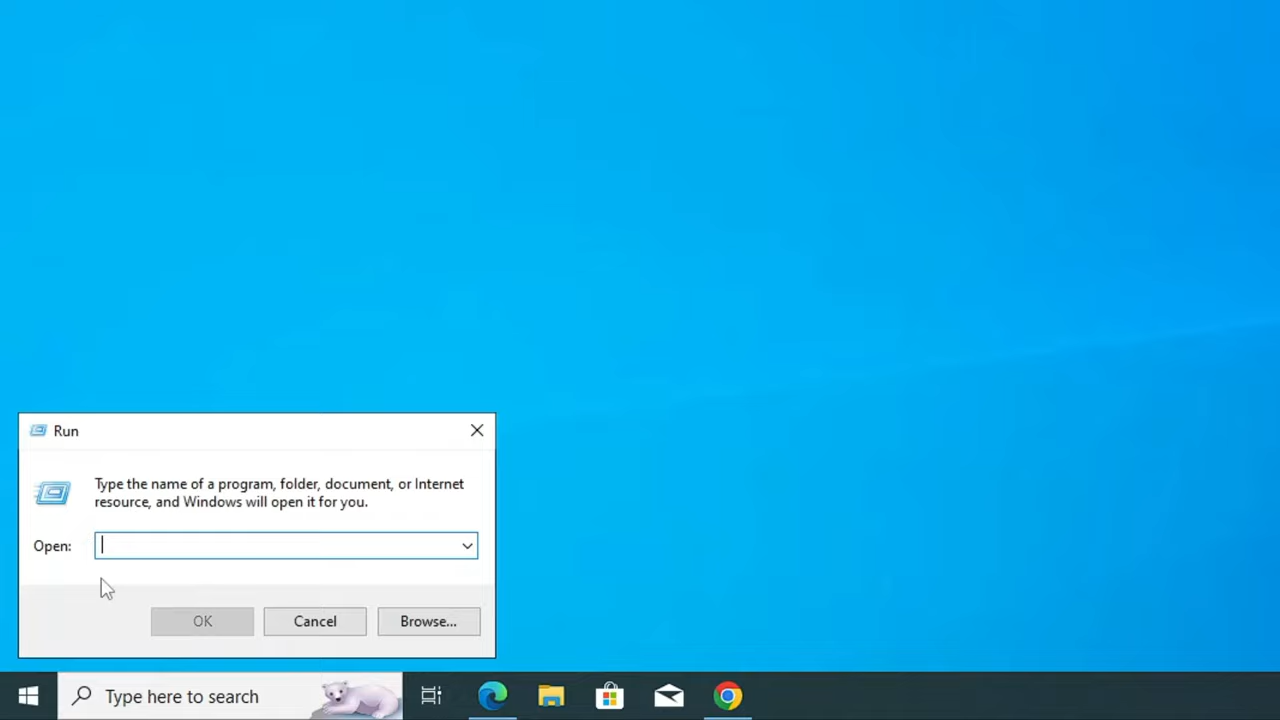 Run
Type the name of a program, folder, document, or Internet
resource, and Windows will open it for you.
Open:
OK
Cancel
Browse...
Type here to search